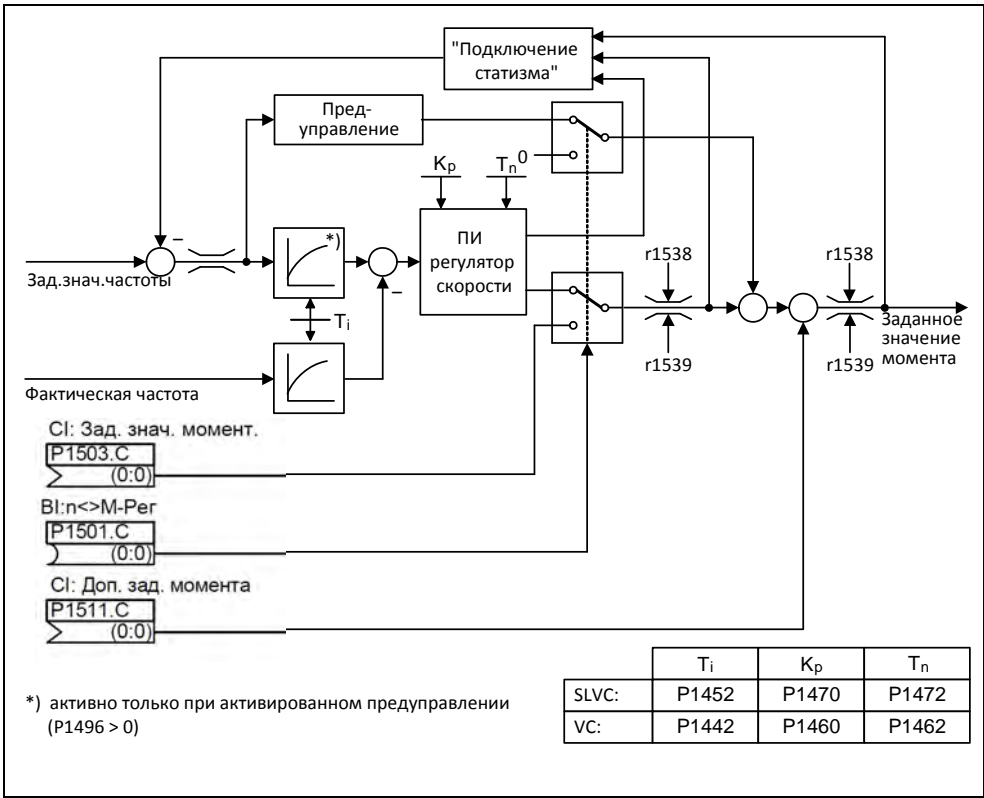 "Подключение
статизма"
Пред-
управление
Kp
Tn
0
*)
ПИ
регулятор
скорости
r1538
r1538
Зад.знач.частоты
–
–
Ti
r1539
r1539
Заданное
значение
момента
Фактическая частота
CI: Зад. знач. момент.
P1503.C
(0:0)
BI:n<>М-Рег
P1501.C
(0:0)
CI: Доп. зад. момента
P1511.C
(0:0)
Ti Kp Tn
SLVC: P1452 P1470 P1472
VC: P1442 P1460 P1462
*) активно только при активированном предуправлении
(P1496 > 0)